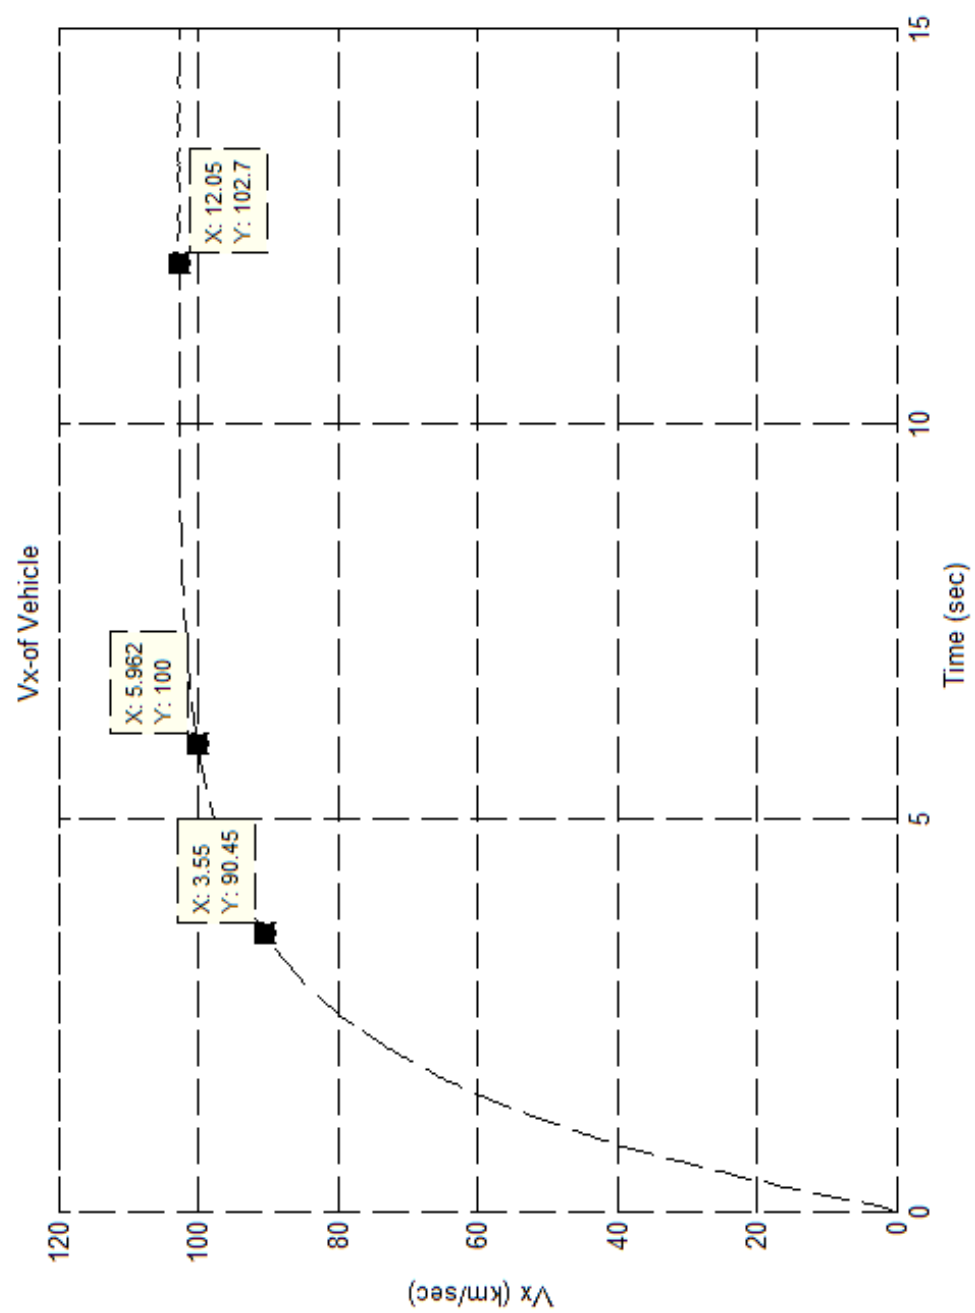 Vx-of Vehicle
120
100
80
60
40
20
0
Vx (km/sec)
X: 3.55
Y: 90.45
X: 5.962
Y: 100
X: 12.05
Y: 102.7
0
5
10
15
Time (sec)